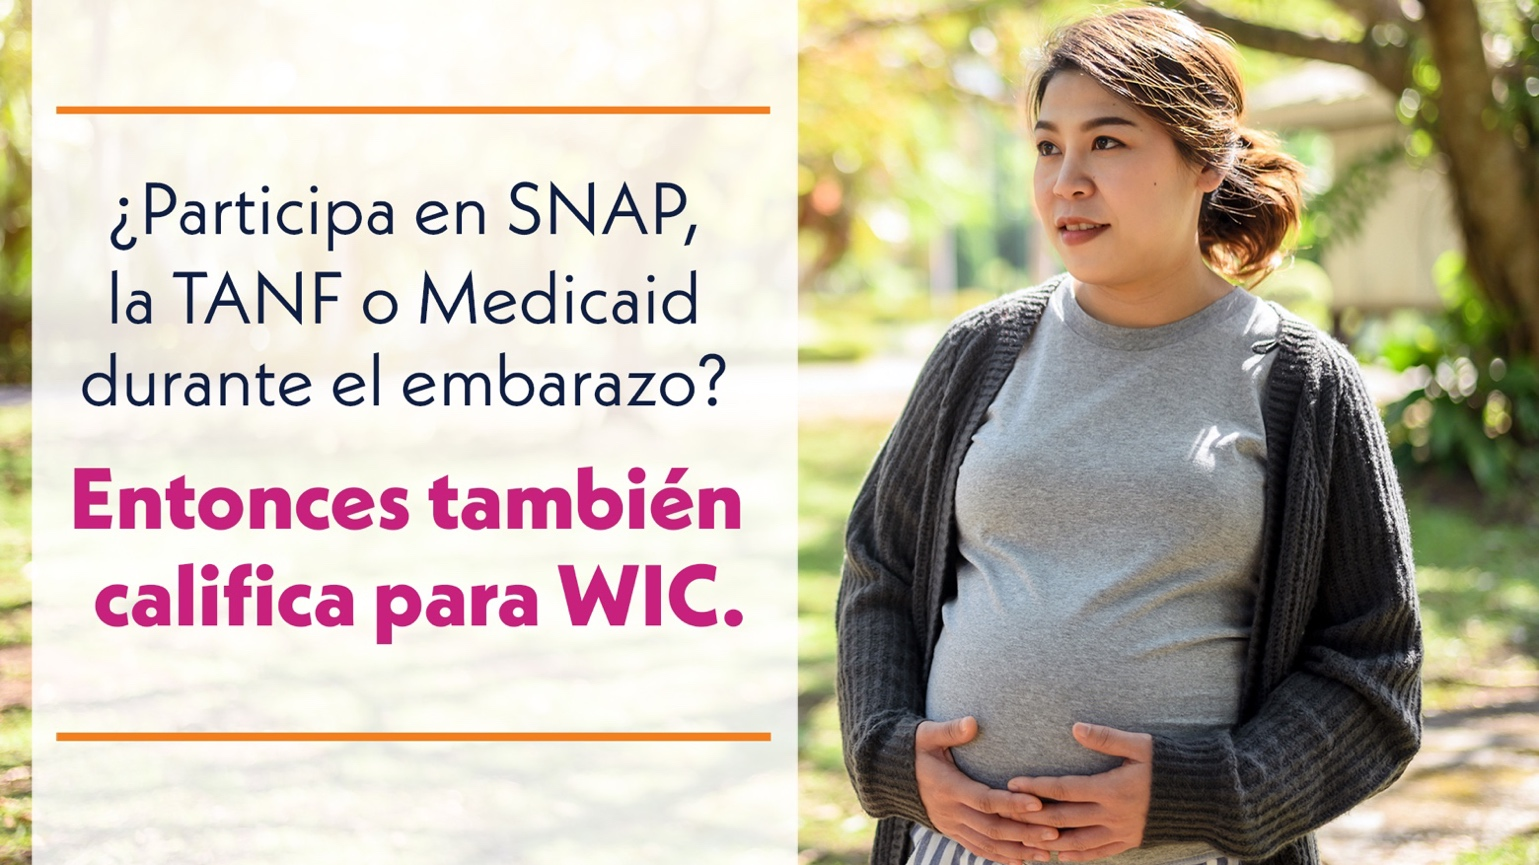 ¿Participa en SNAP,
la TANF o Medicaid
durante el embarazo?
Entonces también
califica para WIC.